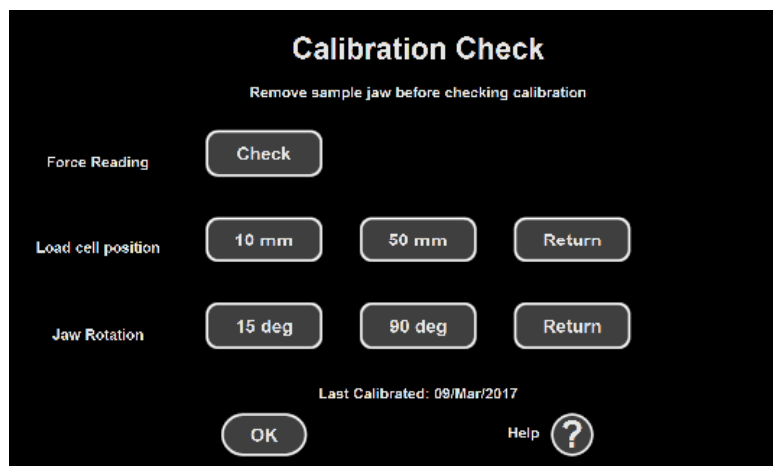 Calibration Check
Remove sample jaw before checking calibration
Force Reading
Check
Load cell position
10 mm
50 mm
Return
Jaw Rotation
15 deg
90 deg
Return
Last Calibrated: 09/Mar/2017
OK
Help
?